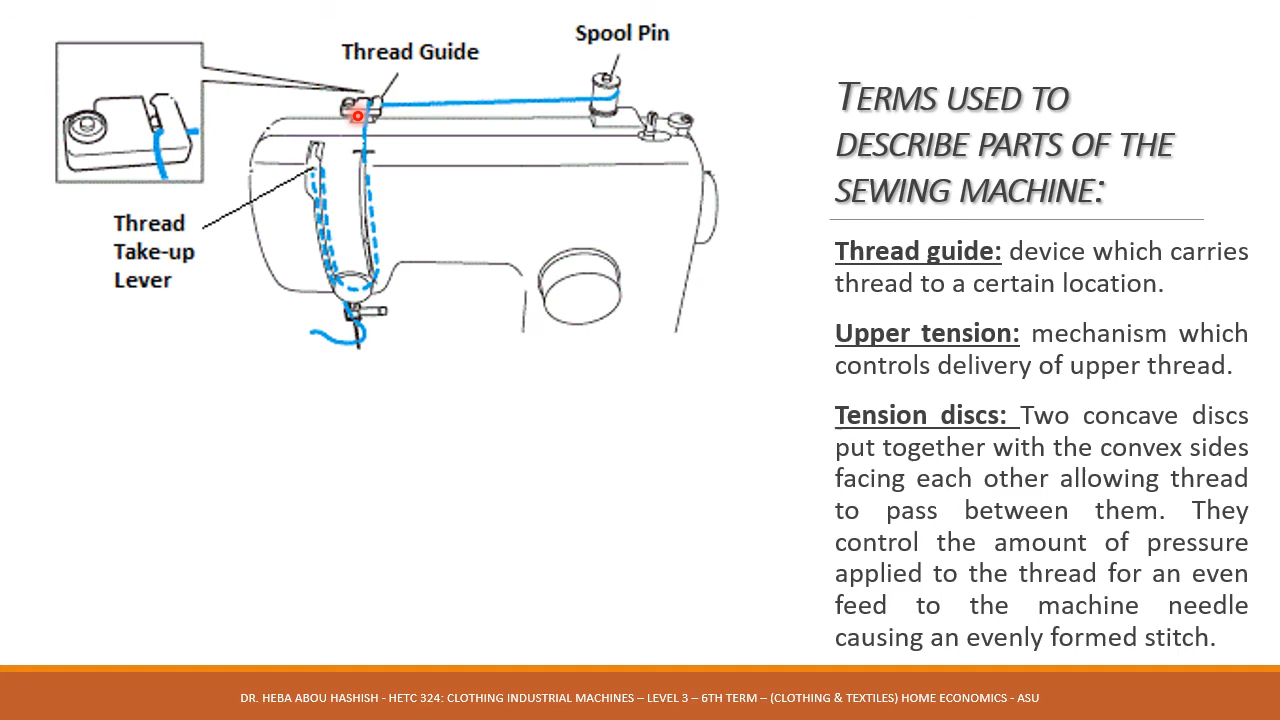 Spool Pin
Thread Guide
Thread
Take-up
Lever
TERMS USED TO
DESCRIBE PARTS OF THE
SEWING MACHINE:
Thread guide: device which carries
thread to a certain location.
Upper tension: mechanism which
controls delivery of upper thread.
Tension discs: Two concave discs
put together with the convex sides
facing each other allowing thread
to pass between them. They
control the amount of pressure
applied to the thread for an even
feed to the machine needle
causing an evenly formed stitch.
DR. HEBA ABOU HASHISH - HETC 324: CLOTHING INDUSTRIAL MACHINES – LEVEL 3 – 6TH TERM – (CLOTHING & TEXTILES) HOME ECONOMICS - ASU